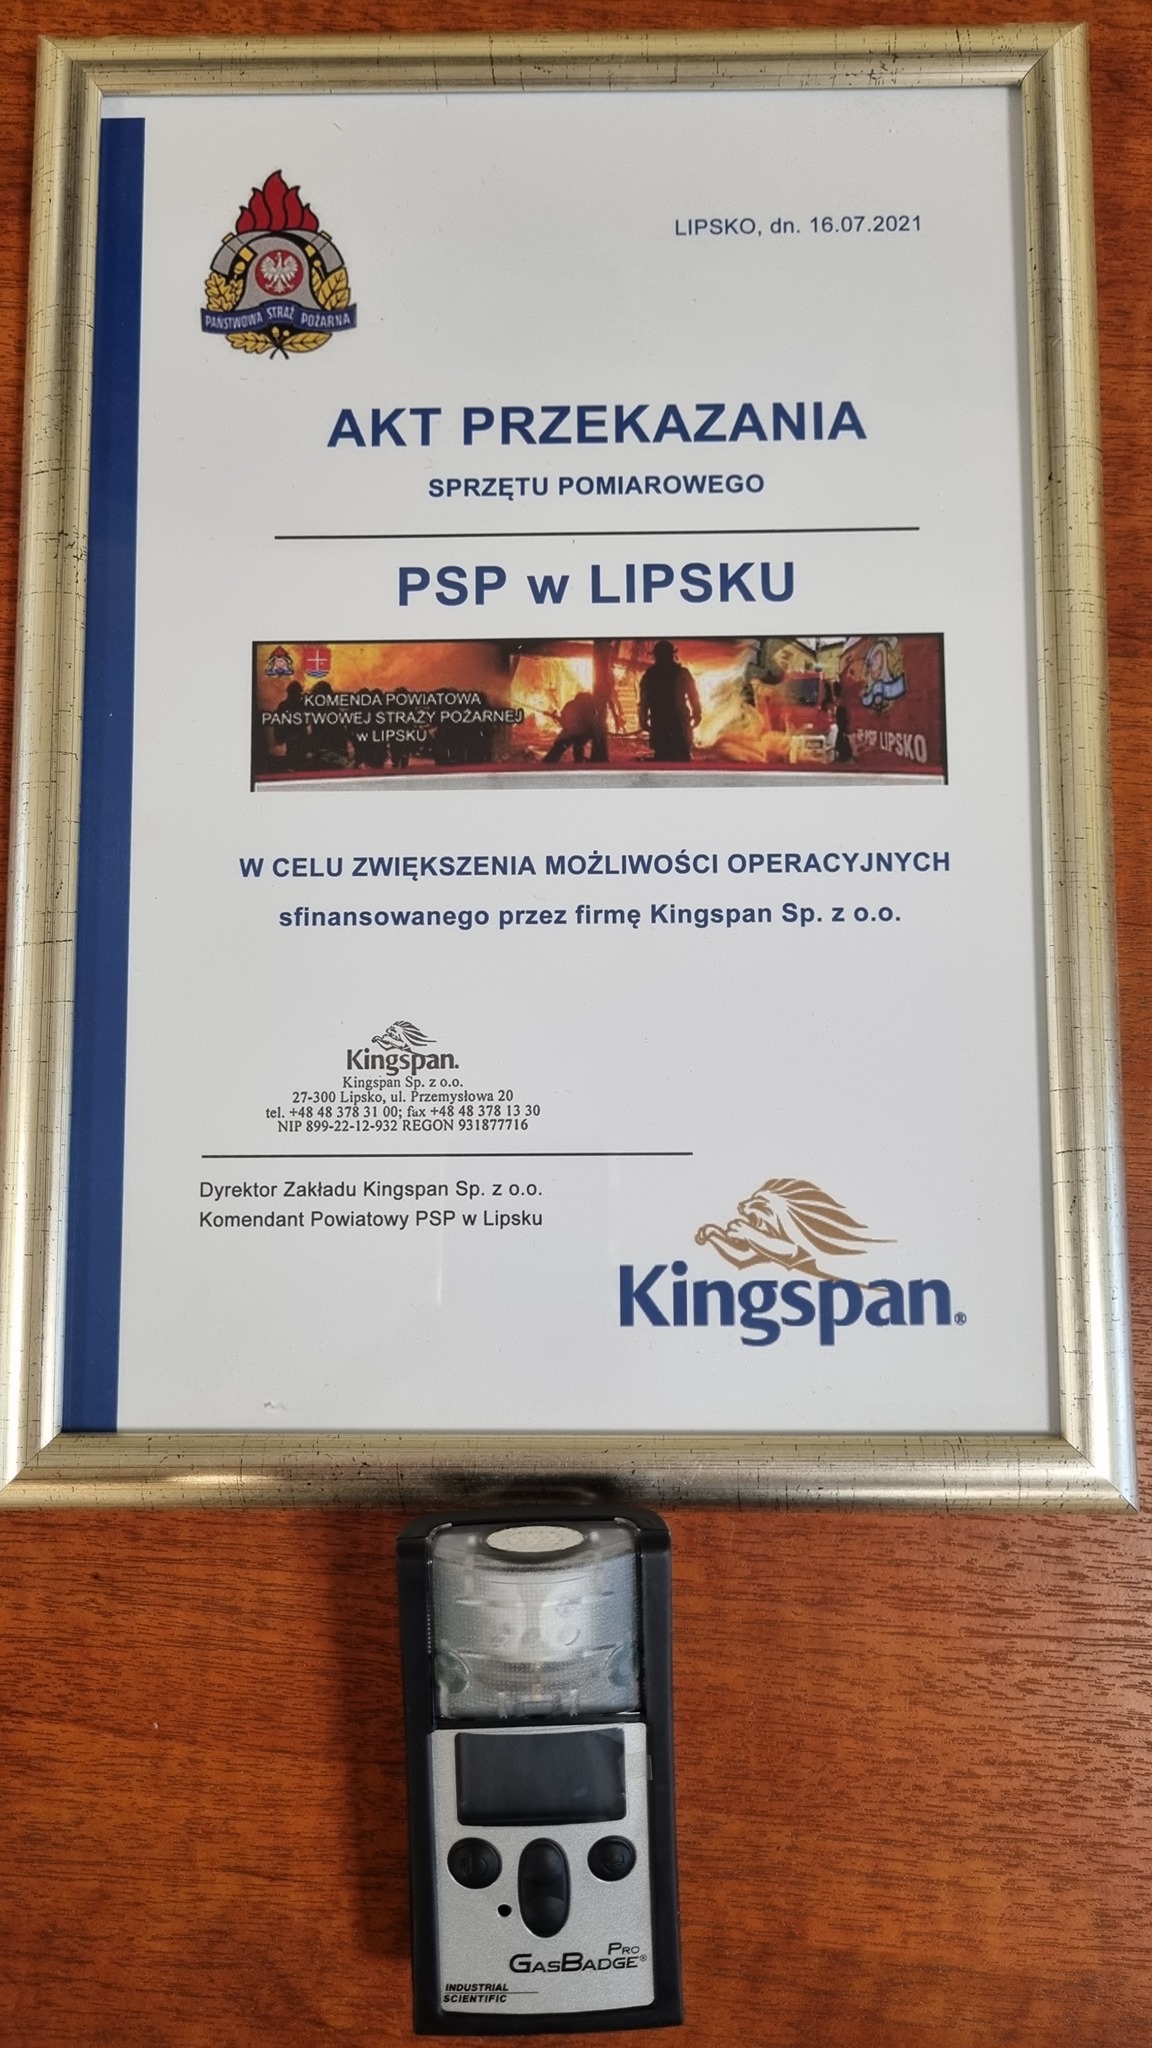 LIPSKO, dn. 16.07.2021
PAŃSTWOWA STRAŻ POŻARNA
AKT PRZEKAZANIA
SPRZĘTU POMIAROWEGO
PSP w LIPSKU
KOMENDA POWIATOWA
PAŃSTWOWEJ STRAŻY POŻARNEJ
w LIPSKU
PSP LIPSKO
W CELU ZWIĘKSZENIA MOŻLIWOŚCI OPERACYJNYCH
sfinansowanego przez firmę Kingspan Sp. z o.o.
Kingspan.
Kingspan Sp. z o.o.
27-300 Lipsko, ul. Przemysłowa 20
tel. +48 48 378 31 00; fax +48 48 378 13 30
NIP 899-22-12-932 REGON 931877716
Dyrektor Zakładu Kingspan Sp. z o.o.
Komendant Powiatowy PSP w Lipsku
Kingspan.®
PRO
GASBADGE®
INDUSTRIAL
SCIENTIFIC